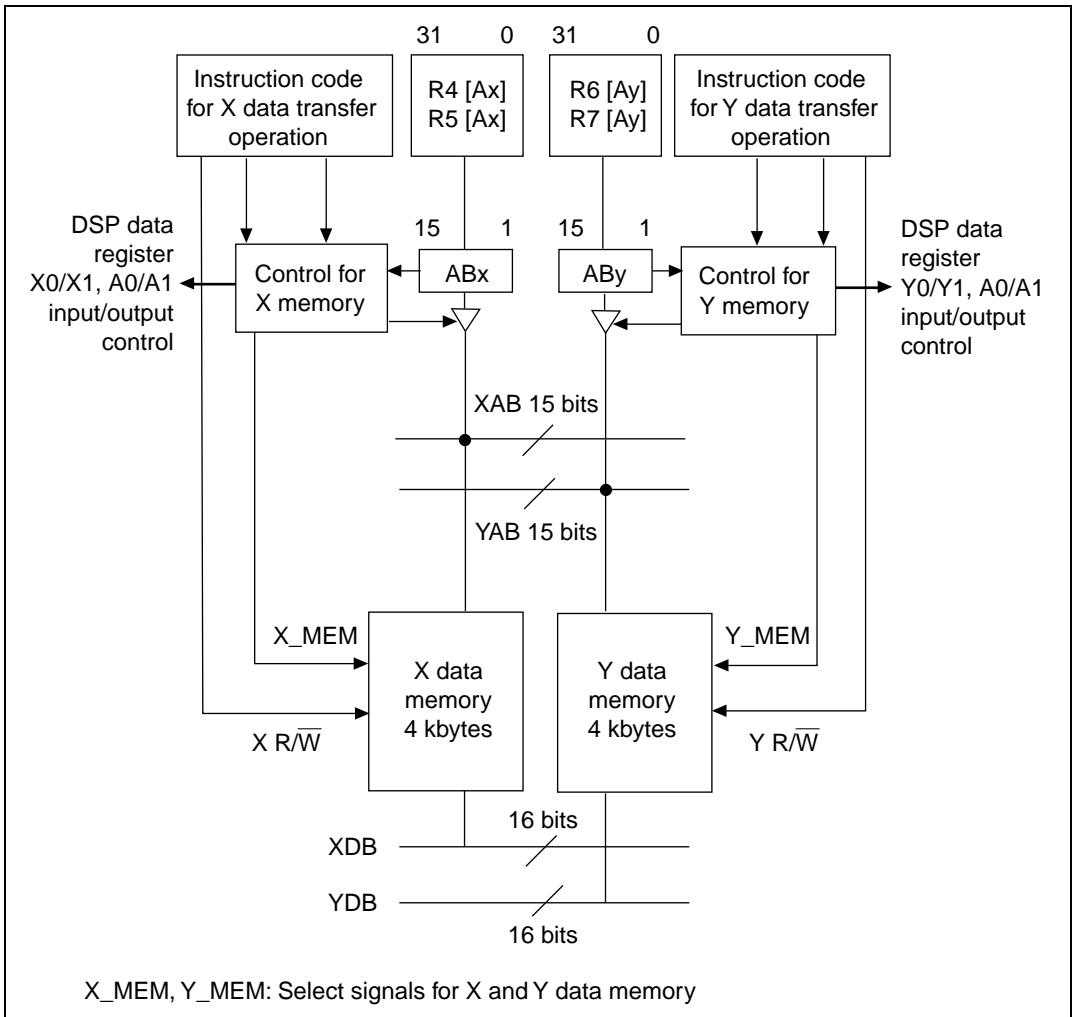 31 0 31 0
Instruction code
for X data transfer
operation
R4 [Ax]
R5 [Ax]
R6 [Ay]
R7 [Ay]
Instruction code
for Y data transfer
operation
15 1 15 1
DSP data
register
X0/X1, A0/A1
input/output
control
Control for
X memory
ABx
ABy
Control for
Y memory
DSP data
register
Y0/Y1, A0/A1
input/output
control
XAB 15 bits
YAB 15 bits
X_MEM
Y_MEM
X data
memory
4 kbytes
Y data
memory
4 kbytes
X R/W̅
Y R/W̅
16 bits
XDB
YDB
16 bits
X_MEM, Y_MEM: Select signals for X and Y data memory